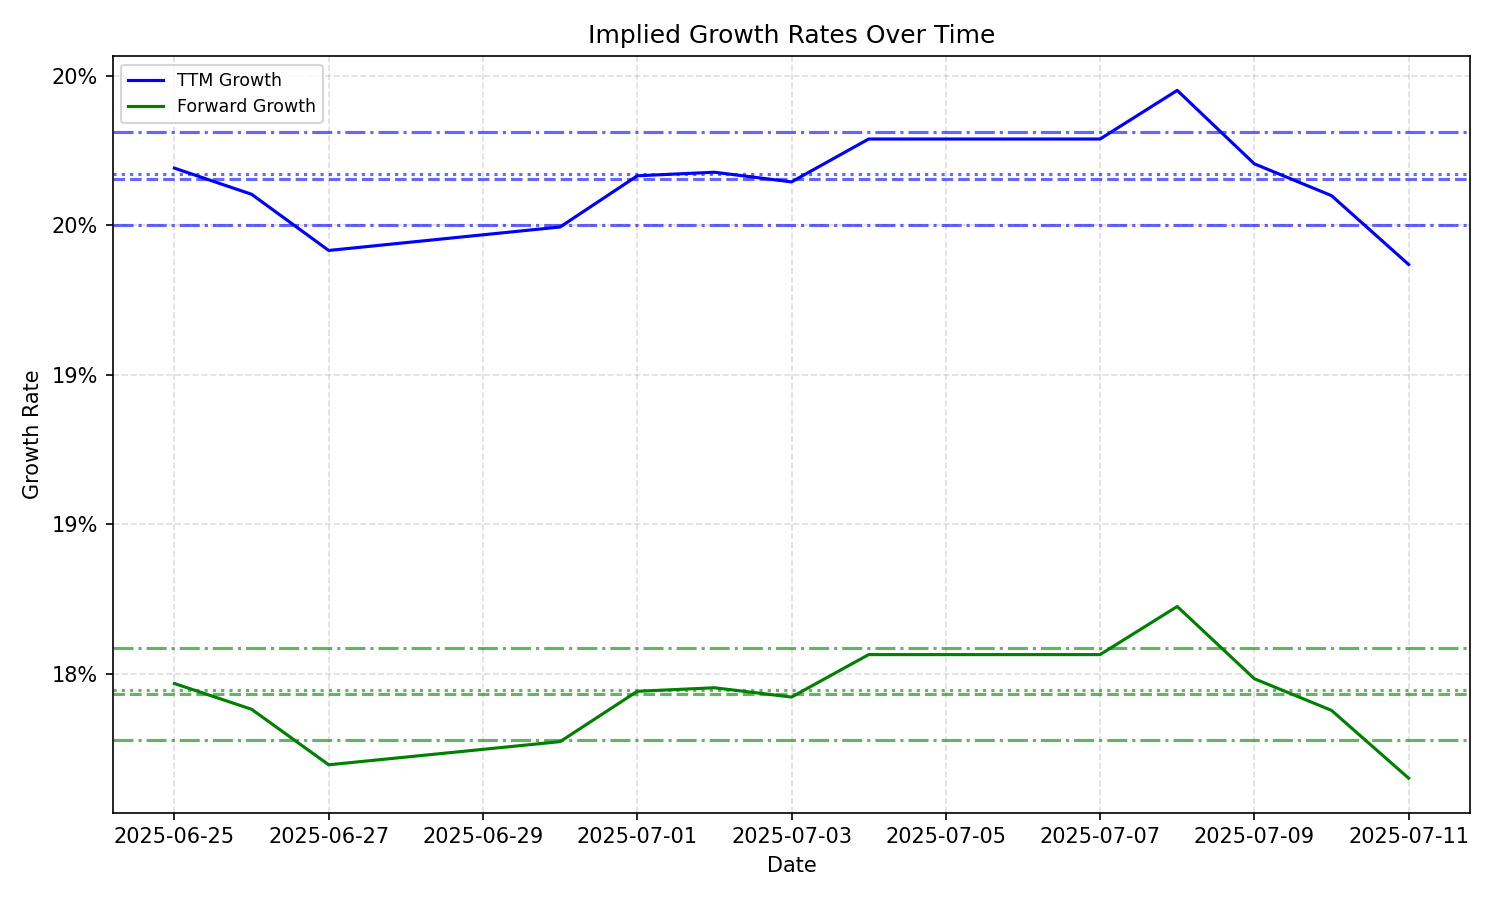 Implied Growth Rates Over Time
TTM Growth
Forward Growth
20%
20%
19%
19%
18%
Growth Rate
2025-06-25 2025-06-27 2025-06-29 2025-07-01 2025-07-03 2025-07-05 2025-07-07 2025-07-09 2025-07-11
Date